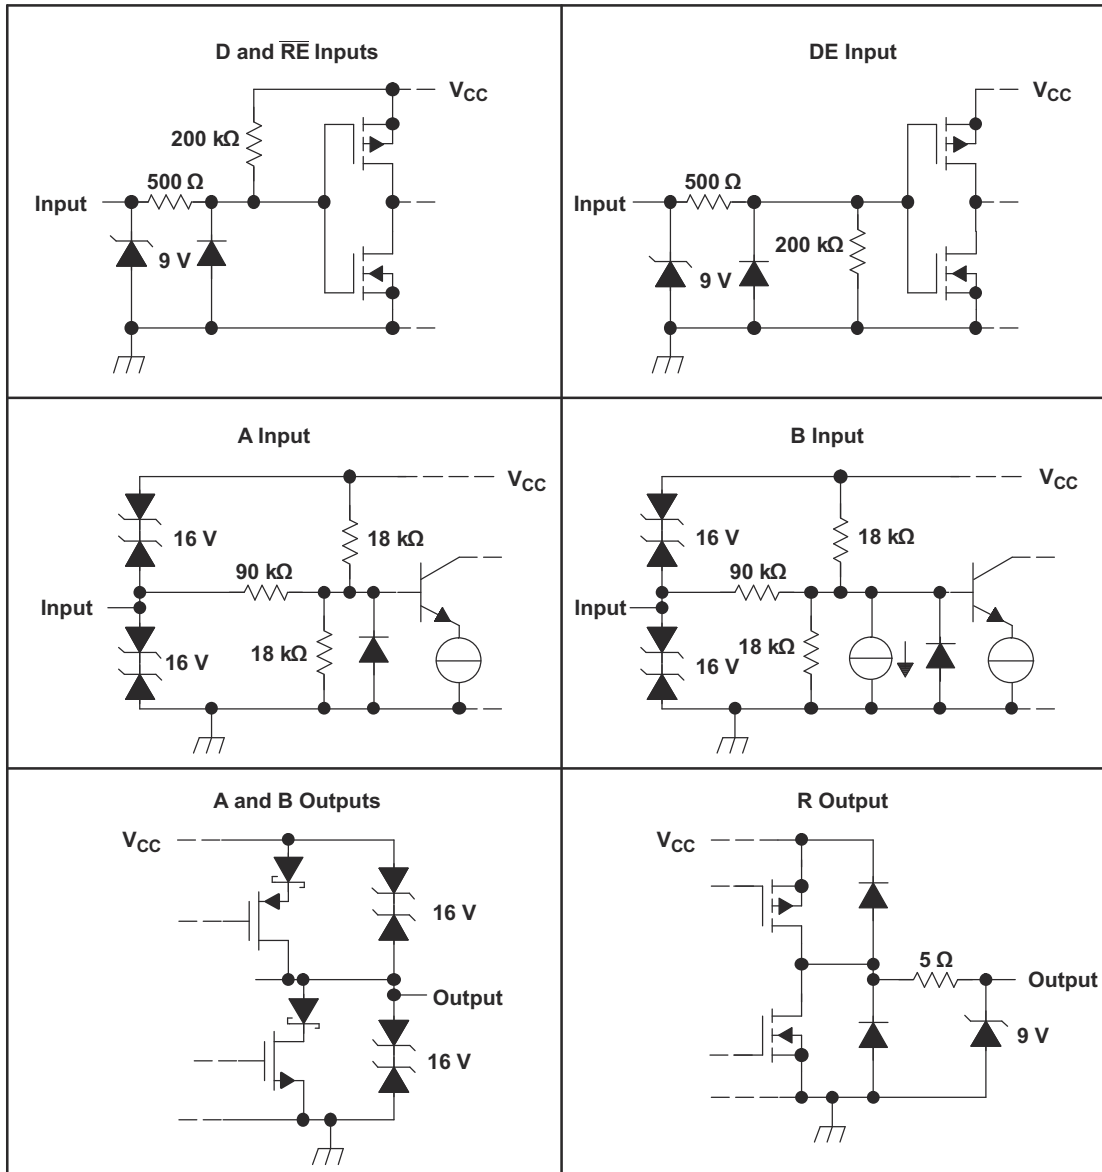 D and R̅E̅ Inputs
V_CC
200 kΩ
500 Ω
Input
9 V
DE Input
V_CC
500 Ω
Input
200 kΩ
9 V
A Input
V_CC
16 V
18 kΩ
90 kΩ
Input
18 kΩ
16 V
B Input
V_CC
16 V
18 kΩ
90 kΩ
Input
18 kΩ
16 V
A and B Outputs
V_CC
16 V
Output
16 V
R Output
V_CC
5 Ω
Output
9 V